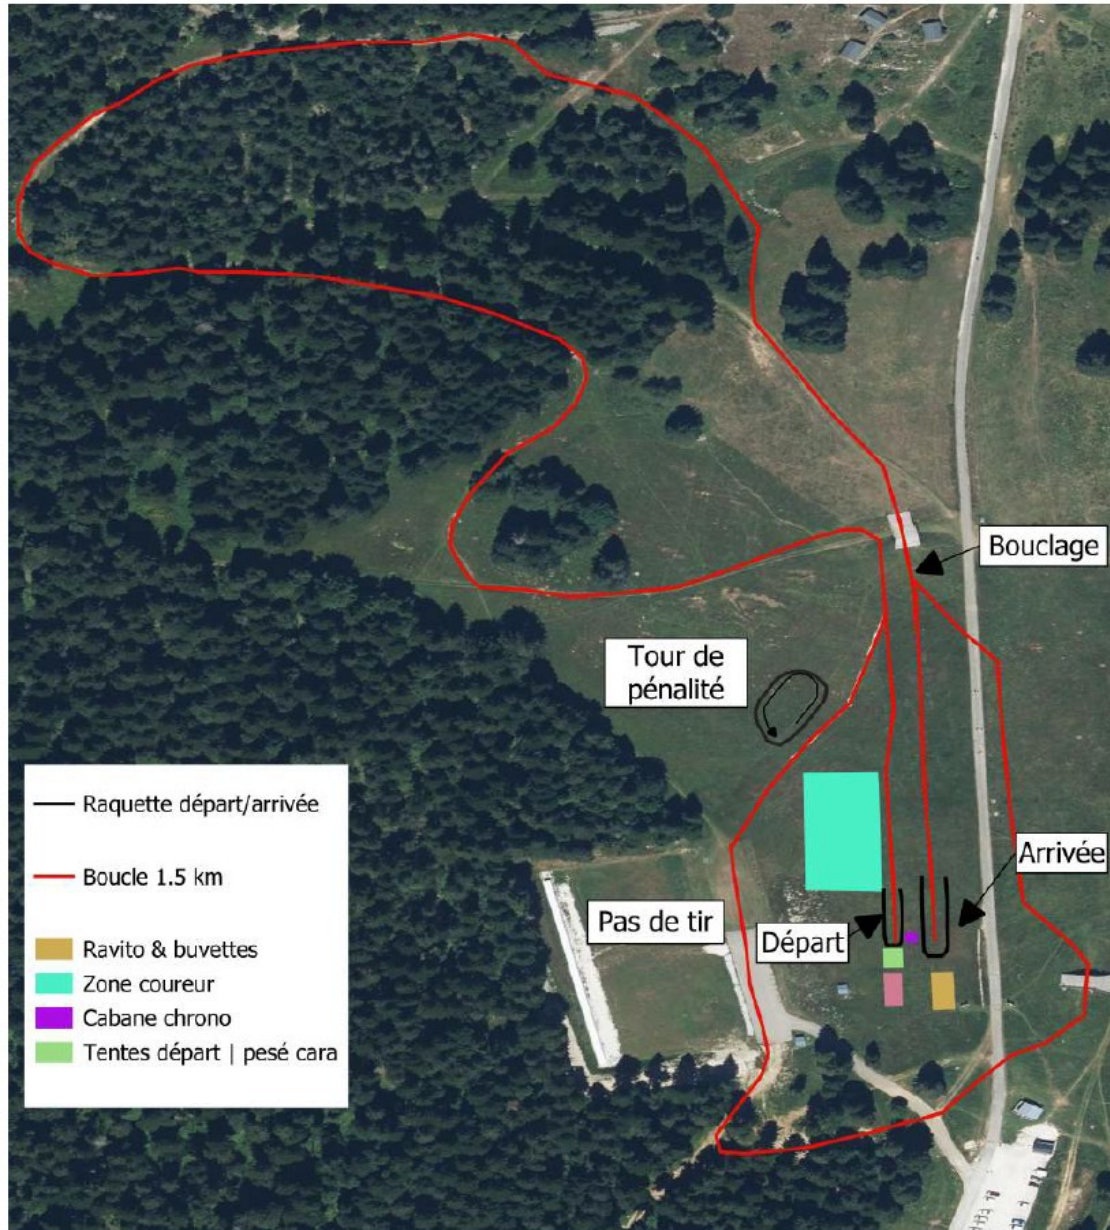 Bouclage
Tour de
pénalité
Arrivée
Pas de tir
Départ
Raquette départ/arrivée
Boucle 1.5 km
Ravito & buvettes
Zone coureur
Cabane chrono
Tentes départ | pesé cara